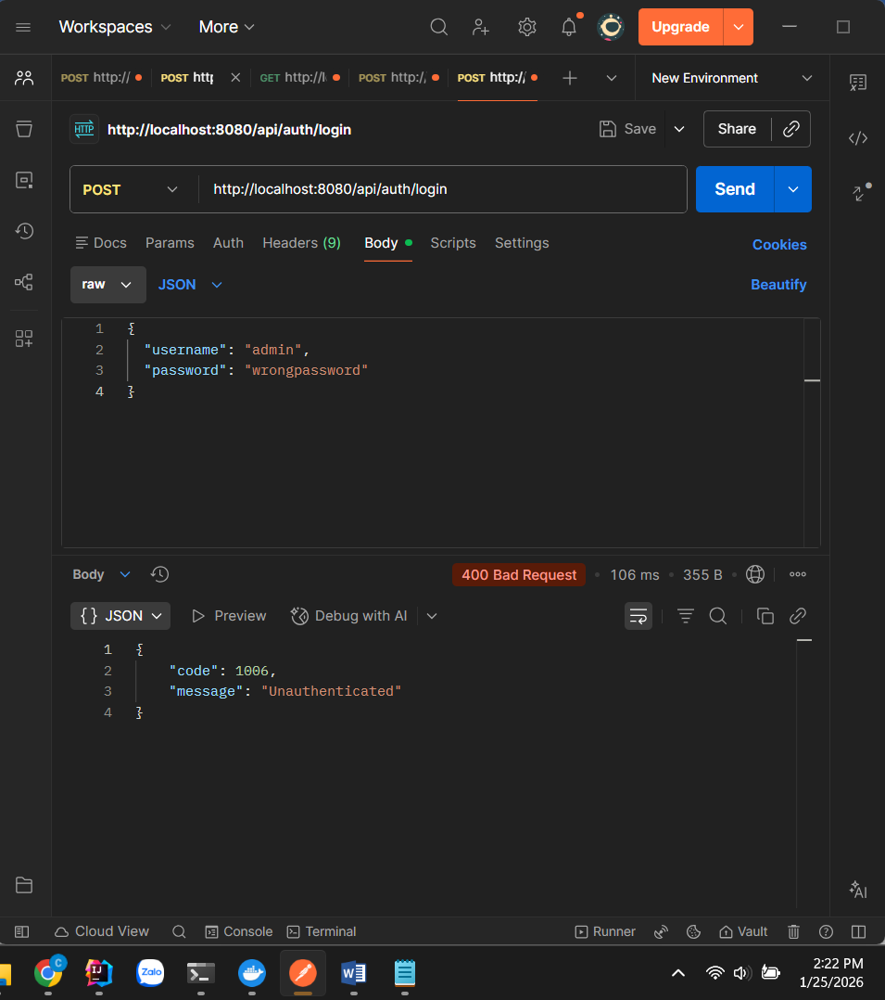 Workspaces More Upgrade
POST http:// POST http GET http://l POST http:/ POST http:/ New Environment
HTTP http://localhost:8080/api/auth/login Save Share
POST http://localhost:8080/api/auth/login Send
Docs Params Auth Headers (9) Body Scripts Settings Cookies
raw JSON Beautify
1 {
2 "username": "admin",
3 "password": "wrongpassword"
4 }
Body 400 Bad Request • 106 ms • 355 B •
{} JSON Preview Debug with AI
1 {
2 "code": 1006,
3 "message": "Unauthenticated"
4 }
AI
Cloud View Console Terminal Runner Vault
C IJ Zalo W 2:22 PM
1/25/2026